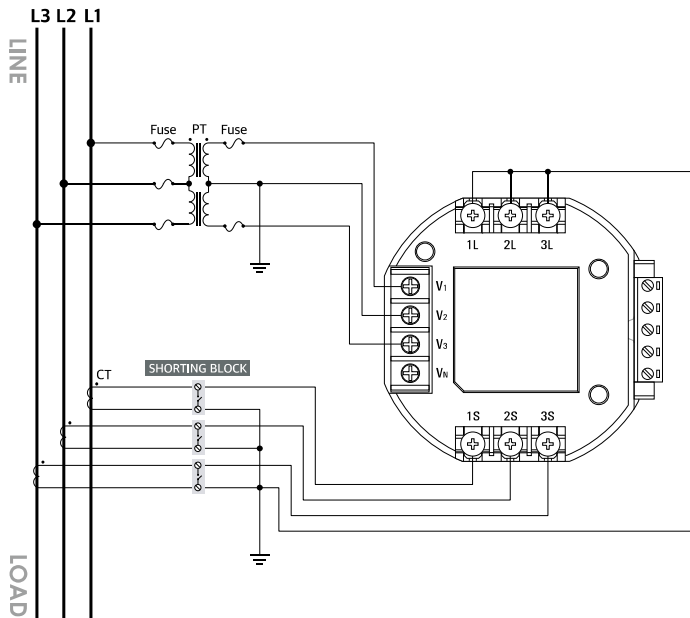 L3 L2 L1
LINE
Fuse PT Fuse
1L 2L 3L
V1
V2
V3
VN
SHORTING BLOCK
CT
1S 2S 3S
LOAD